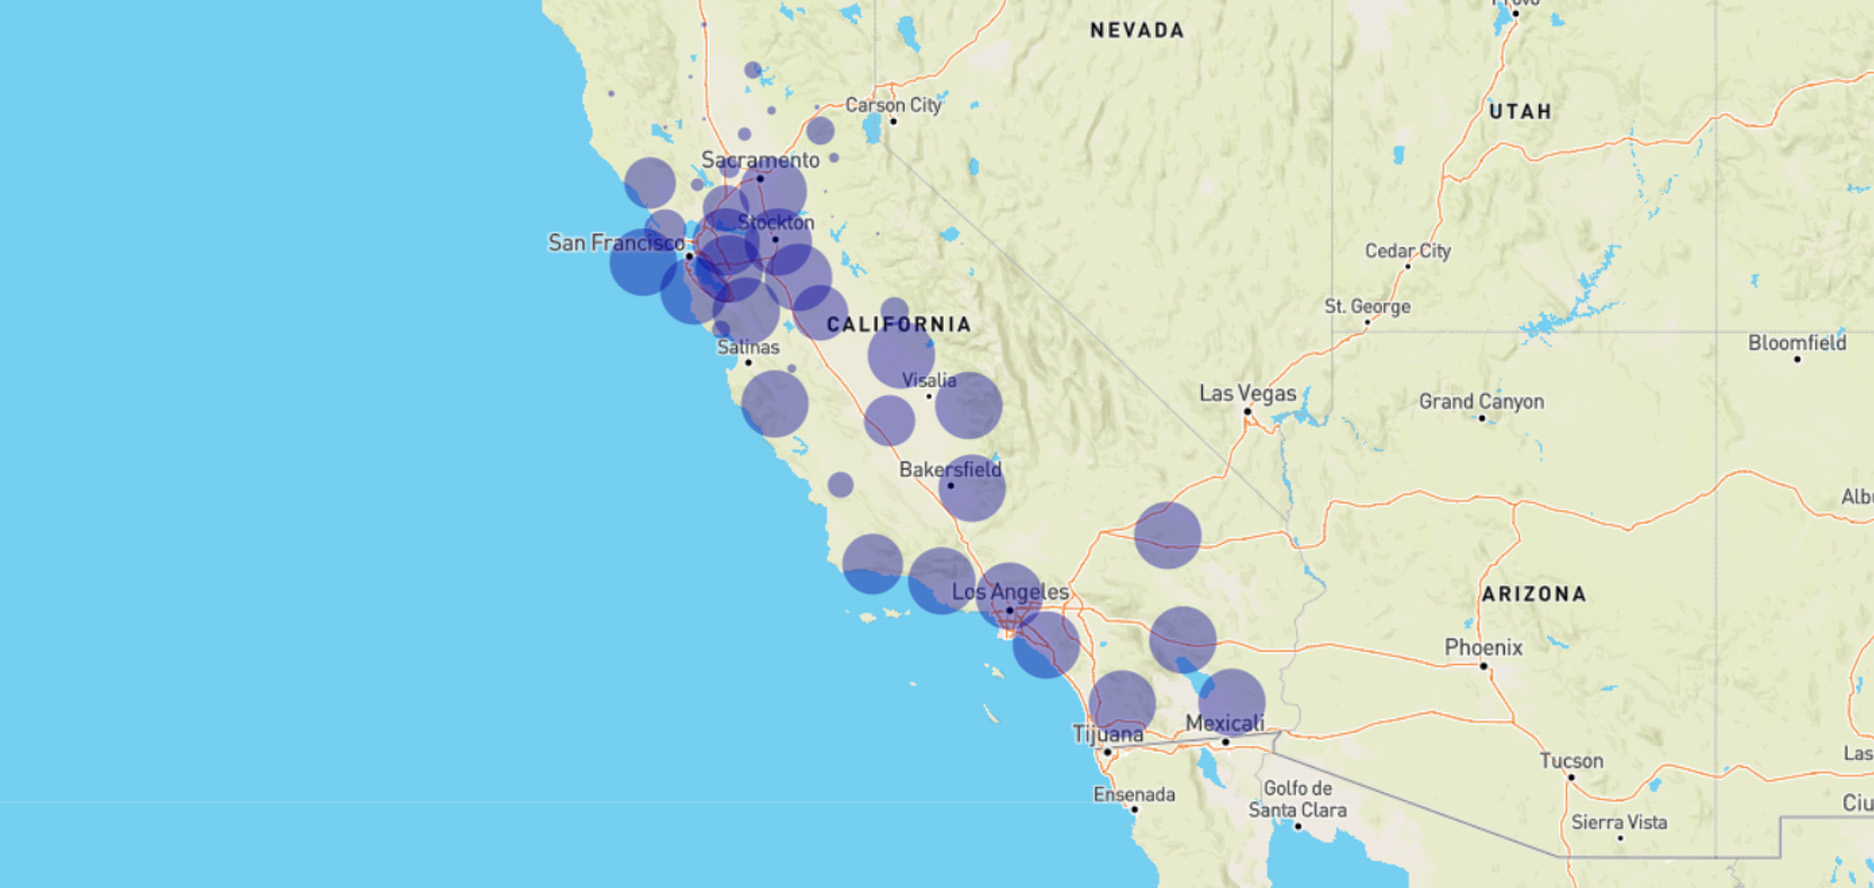 Provo
NEVADA
Carson City
UTAH
Sacramento
Stockton
San Francisco
Cedar City
St. George
CALIFORNIA
Bloomfield
Salinas
Visalia
Las Vegas
Grand Canyon
Bakersfield
Albu
Los Angeles
ARIZONA
Phoenix
Mexicali
Tijuana
Las
Tucson
Ensenada
Golfo de
Santa Clara
Ciu
Sierra Vista